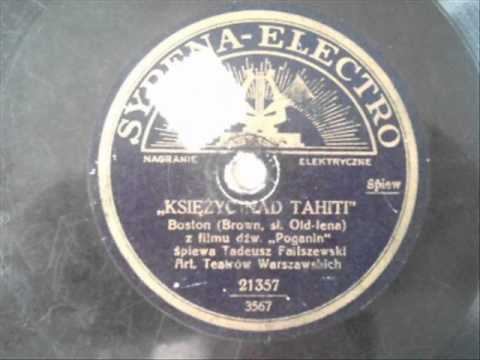 SYRENA-ELECTRO
NAGRANIE ELEKTRYCZNE
Śpiew
„KSIĘŻYC NAD TAHITI"
Boston (Brown, sł. Old-lena)
z filmu dźw. „Poganin"
śpiewa Tadeusz Faliszewski
Art. Teatrów Warszawskich
21357
3567